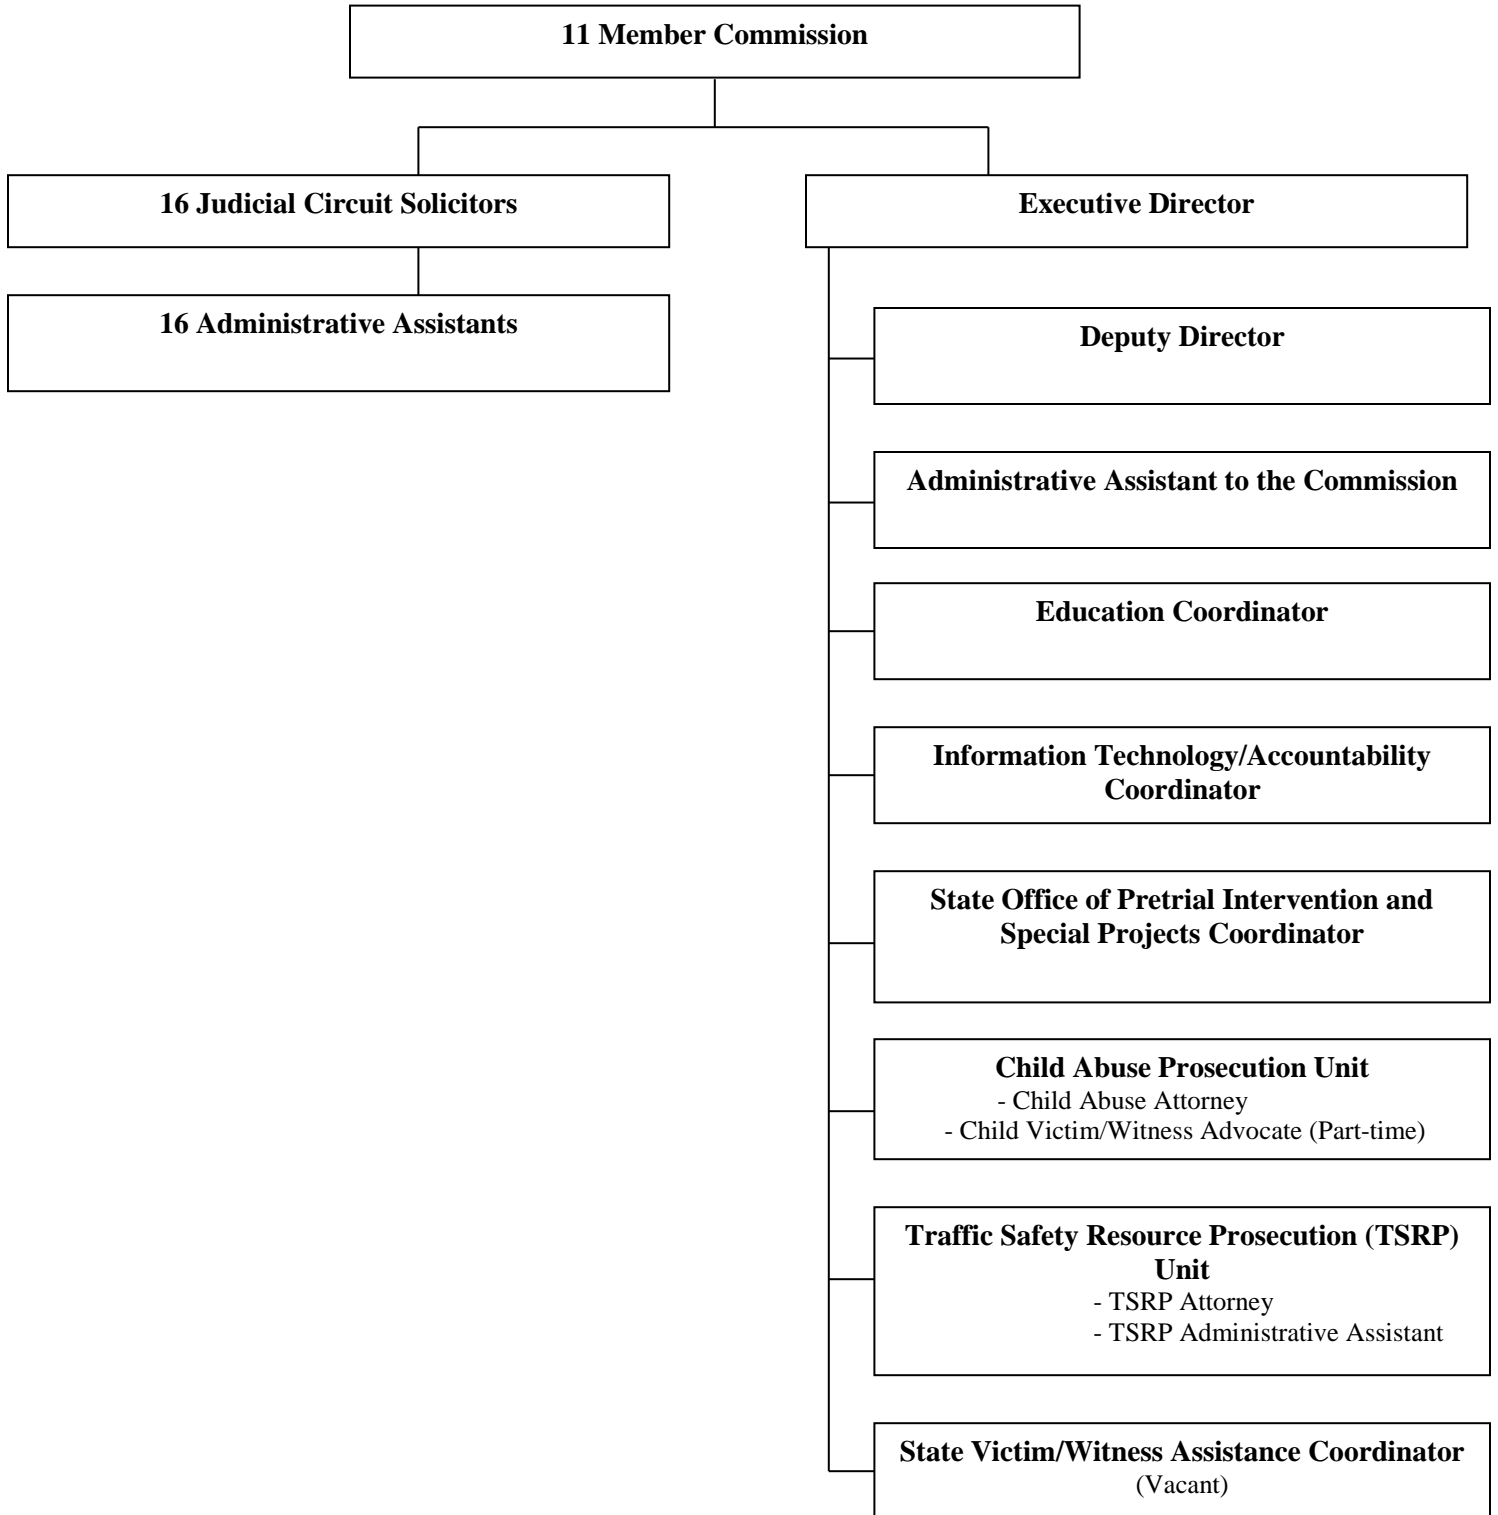 11 Member Commission
16 Judicial Circuit Solicitors
Executive Director
16 Administrative Assistants
Deputy Director
Administrative Assistant to the Commission
Education Coordinator
Information Technology/Accountability
Coordinator
State Office of Pretrial Intervention and
Special Projects Coordinator
Child Abuse Prosecution Unit
- Child Abuse Attorney
- Child Victim/Witness Advocate (Part-time)
Traffic Safety Resource Prosecution (TSRP)
Unit
- TSRP Attorney
- TSRP Administrative Assistant
State Victim/Witness Assistance Coordinator
(Vacant)